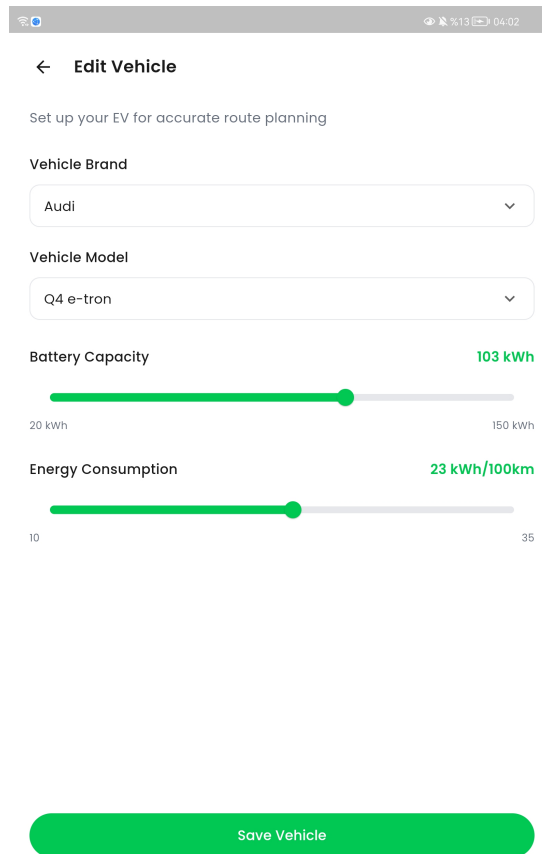 %13 04:02
Edit Vehicle
Set up your EV for accurate route planning
Vehicle Brand
Audi
Vehicle Model
Q4 e-tron
Battery Capacity 103 kWh
20 kWh 150 kWh
Energy Consumption 23 kWh/100km
10 35
Save Vehicle